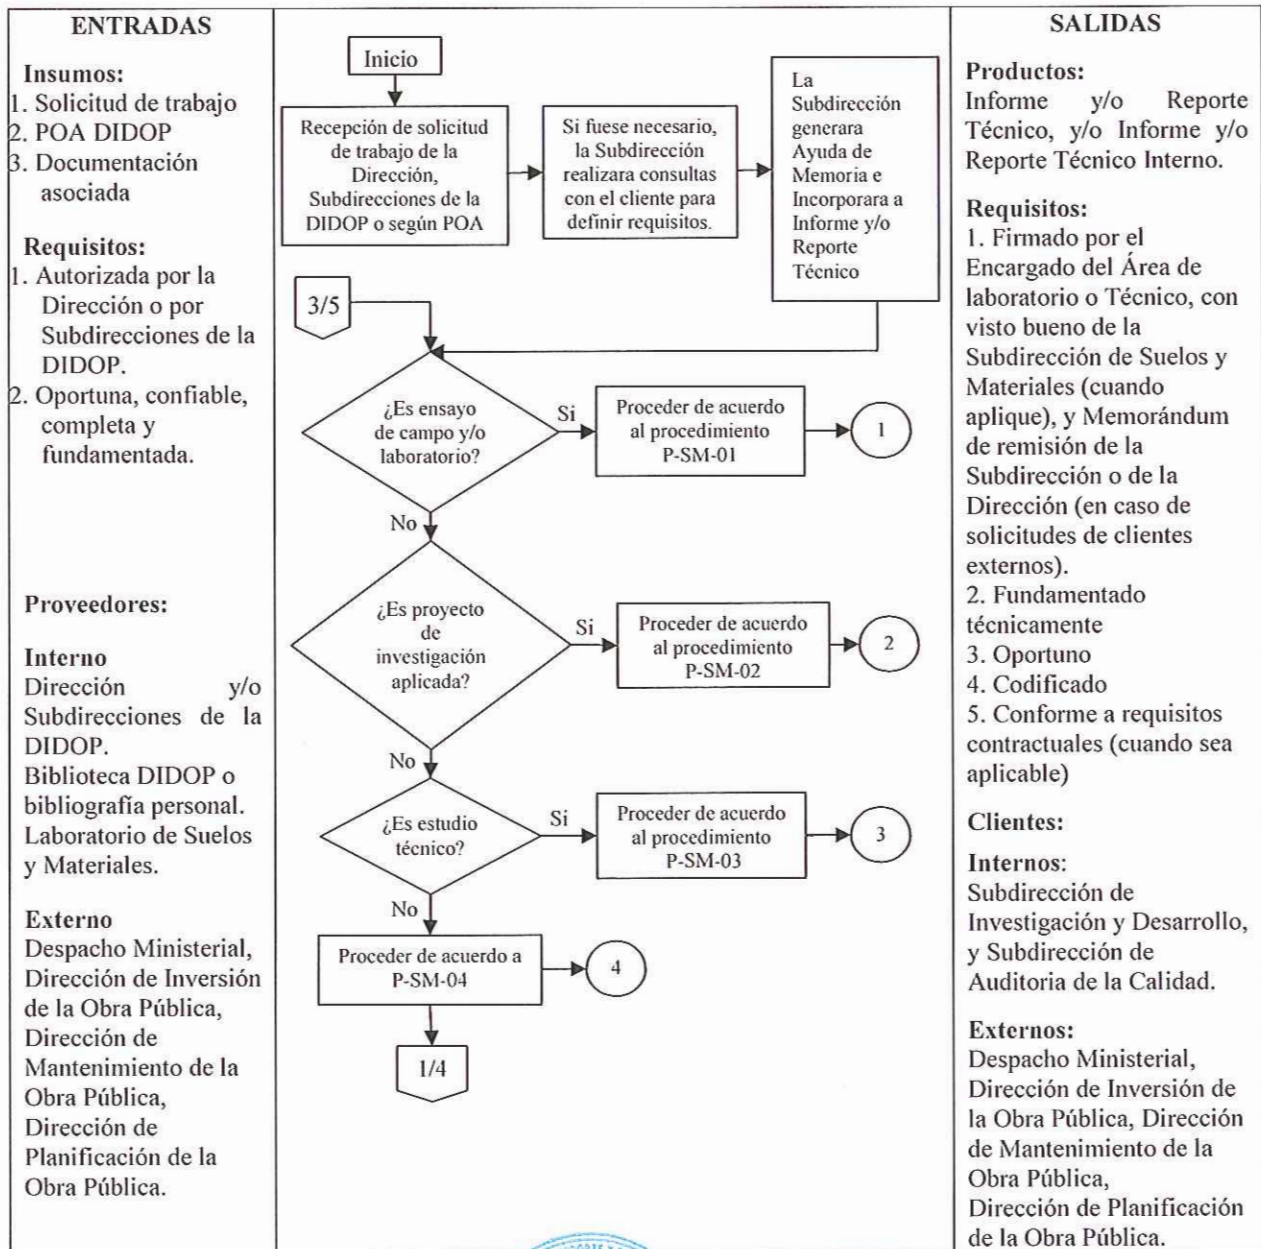 ENTRADAS
Insumos:
1. Solicitud de trabajo
2. POA DIDOP
3. Documentación
asociada
Requisitos:
1. Autorizada por la
Dirección o por
Subdirecciones de la
DIDOP.
2. Oportuna, confiable,
completa y
fundamentada.
Proveedores:
Interno
Dirección y/o
Subdirecciones de la
DIDOP.
Biblioteca DIDOP o
bibliografía personal.
Laboratorio de Suelos
y Materiales.
Externo
Despacho Ministerial,
Dirección de Inversión
de la Obra Pública,
Dirección de
Mantenimiento de la
Obra Pública,
Dirección de
Planificación de la
Obra Pública.
Inicio
Recepción de solicitud
de trabajo de la
Dirección,
Subdirecciones de la
DIDOP o según POA
Si fuese necesario,
la Subdirección
realizara consultas
con el cliente para
definir requisitos.
La
Subdirección
generara
Ayuda de
Memoria e
Incorporara a
Informe y/o
Reporte
Técnico
3/5
¿Es ensayo
de campo y/o
laboratorio?
Si
Proceder de acuerdo
al procedimiento
P-SM-01
1
No
¿Es proyecto
de
investigación
aplicada?
Si
Proceder de acuerdo
al procedimiento
P-SM-02
2
No
¿Es estudio
técnico?
Si
Proceder de acuerdo
al procedimiento
P-SM-03
3
No
Proceder de acuerdo a
P-SM-04
4
1/4
SALIDAS
Productos:
Informe y/o Reporte
Técnico, y/o Informe y/o
Reporte Técnico Interno.
Requisitos:
1. Firmado por el
Encargado del Área de
laboratorio o Técnico, con
visto bueno de la
Subdirección de Suelos y
Materiales (cuando
aplique), y Memorándum
de remisión de la
Subdirección o de la
Dirección (en caso de
solicitudes de clientes
externos).
2. Fundamentado
técnicamente
3. Oportuno
4. Codificado
5. Conforme a requisitos
contractuales (cuando sea
aplicable)
Clientes:
Internos:
Subdirección de
Investigación y Desarrollo,
y Subdirección de
Auditoria de la Calidad.
Externos:
Despacho Ministerial,
Dirección de Inversión de
la Obra Pública, Dirección
de Mantenimiento de la
Obra Pública,
Dirección de Planificación
de la Obra Pública.